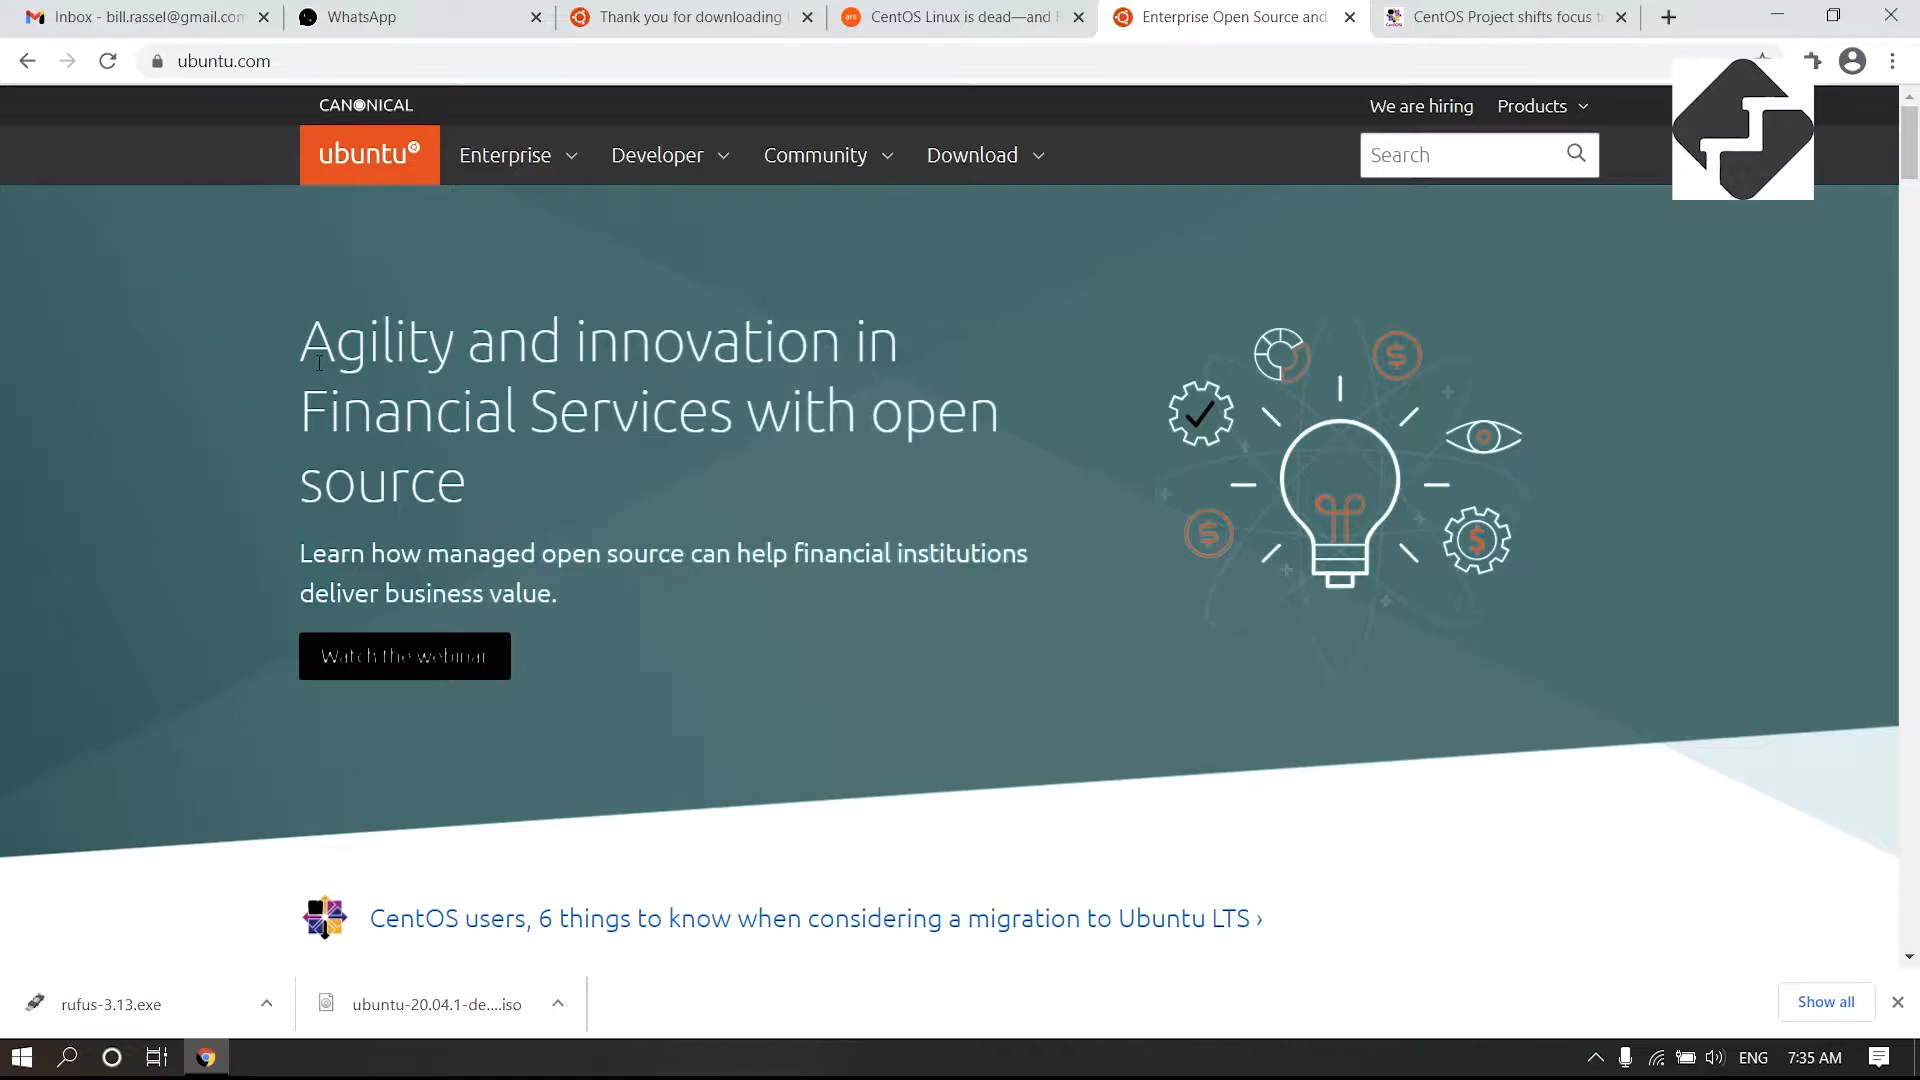 Inbox - bill.rassel@gmail.con
WhatsApp
Thank you for downloading
CentOS Linux is dead—and
Enterprise Open Source and
CentOS Project shifts focus
ubuntu.com
CANONICAL
We are hiring
Products
ubuntu
Enterprise
Developer
Community
Download
Search
Agility and innovation in
Financial Services with open
source
Learn how managed open source can help financial institutions
deliver business value.
Watch the webinar
CentOS users, 6 things to know when considering a migration to Ubuntu LTS ›
rufus-3.13.exe
ubuntu-20.04.1-de....iso
Show all
ENG
7:35 AM